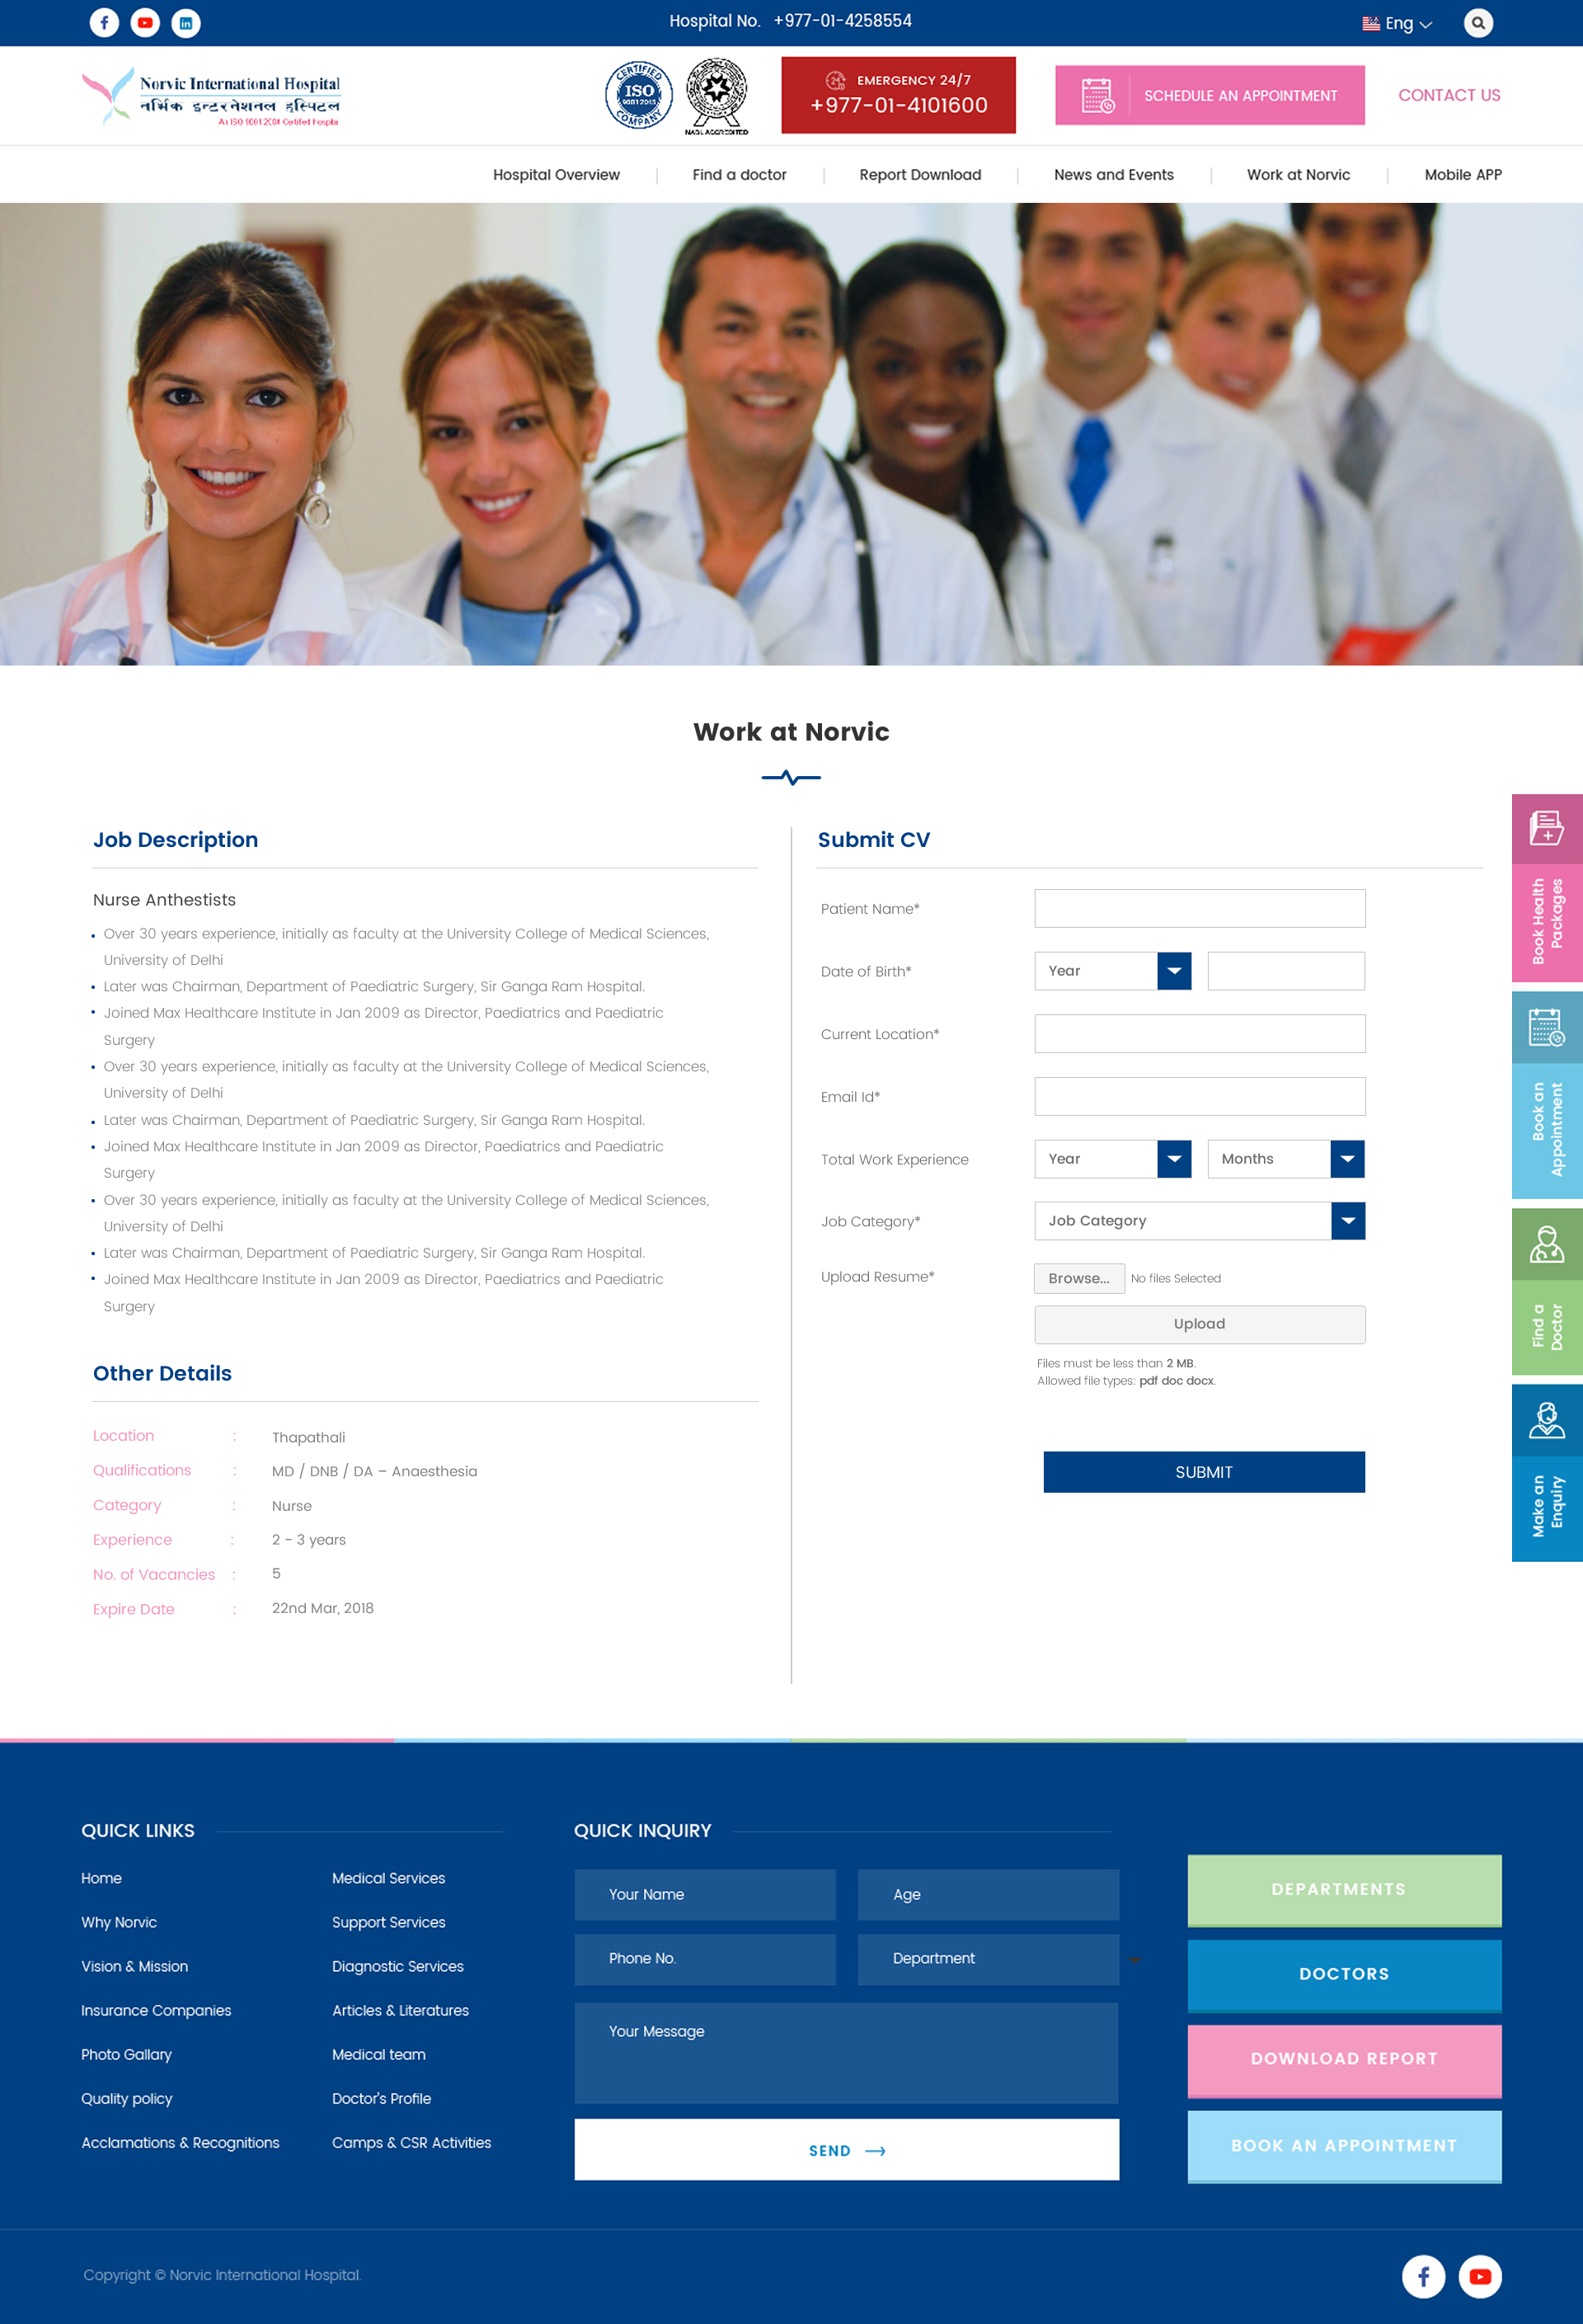 Hospital No. +977-01-4258554
Eng
Norvic International Hospital
नर्भिक इन्टरनेशनल हस्पिटल
An ISO 9001:2008 Certified Hospital
CERTIFIED
ISO
9001:2015
COMPANY
NABL ACCREDITED
EMERGENCY 24/7
+977-01-4101600
SCHEDULE AN APPOINTMENT
CONTACT US
Hospital Overview
Find a doctor
Report Download
News and Events
Work at Norvic
Mobile APP
Work at Norvic
Job Description
Nurse Anthestists
Over 30 years experience, initially as faculty at the University College of Medical Sciences,
University of Delhi
Later was Chairman, Department of Paediatric Surgery, Sir Ganga Ram Hospital.
Joined Max Healthcare Institute in Jan 2009 as Director, Paediatrics and Paediatric
Surgery
Over 30 years experience, initially as faculty at the University College of Medical Sciences,
University of Delhi
Later was Chairman, Department of Paediatric Surgery, Sir Ganga Ram Hospital.
Joined Max Healthcare Institute in Jan 2009 as Director, Paediatrics and Paediatric
Surgery
Over 30 years experience, initially as faculty at the University College of Medical Sciences,
University of Delhi
Later was Chairman, Department of Paediatric Surgery, Sir Ganga Ram Hospital.
Joined Max Healthcare Institute in Jan 2009 as Director, Paediatrics and Paediatric
Surgery
Other Details
Location : Thapathali
Qualifications : MD / DNB / DA – Anaesthesia
Category : Nurse
Experience : 2 - 3 years
No. of Vacancies : 5
Expire Date : 22nd Mar, 2018
Submit CV
Patient Name*
Date of Birth* Year
Current Location*
Email Id*
Total Work Experience Year Months
Job Category* Job Category
Upload Resume* Browse... No files Selected
Upload
Files must be less than 2 MB.
Allowed file types: pdf doc docx.
SUBMIT
Book Health
Packages
Book an
Appointment
Find a
Doctor
Make an
Enquiry
QUICK LINKS
Home
Why Norvic
Vision & Mission
Insurance Companies
Photo Gallary
Quality policy
Acclamations & Recognitions
Medical Services
Support Services
Diagnostic Services
Articles & Literatures
Medical team
Doctor's Profile
Camps & CSR Activities
QUICK INQUIRY
Your Name
Age
Phone No.
Department
Your Message
SEND
DEPARTMENTS
DOCTORS
DOWNLOAD REPORT
BOOK AN APPOINTMENT
Copyright © Norvic International Hospital.